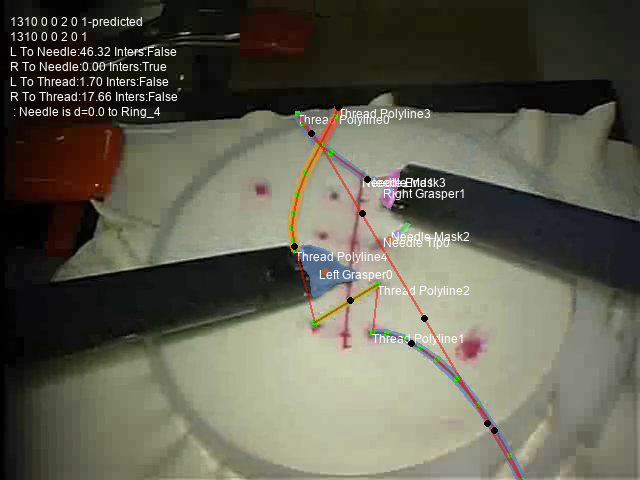 1310 0 0 2 0 1-predicted
1310 0 0 2 0 1
L To Needle:46.32 Inters:False
R To Needle:0.00 Inters:True
L To Thread:1.70 Inters:False
R To Thread:17.66 Inters:False
: Needle is d=0.0 to Ring_4
Thread Polyline3
Thread Polyline0
Needle Mask3
Right Grasper1
Needle Mask2
Needle Tip0
Thread Polyline4
Left Grasper0
Thread Polyline2
Thread Polyline1